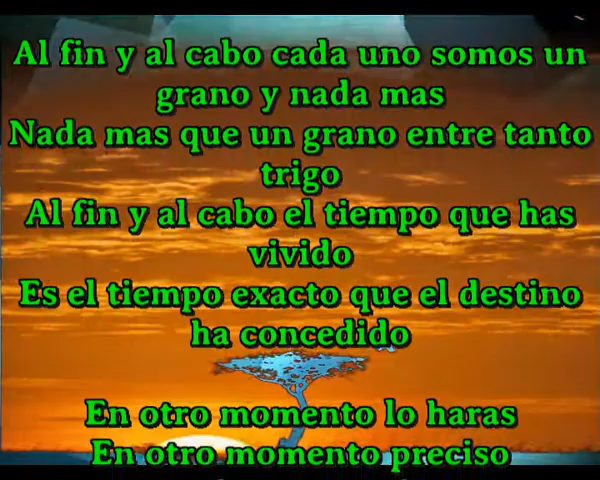 Al fin y al cabo cada uno somos un
grano y nada mas
Nada mas que un grano entre tanto
trigo
Al fin y al cabo el tiempo que has
vivido
Es el tiempo exacto que el destino
ha concedido
En otro momento lo haras
En otro momento preciso